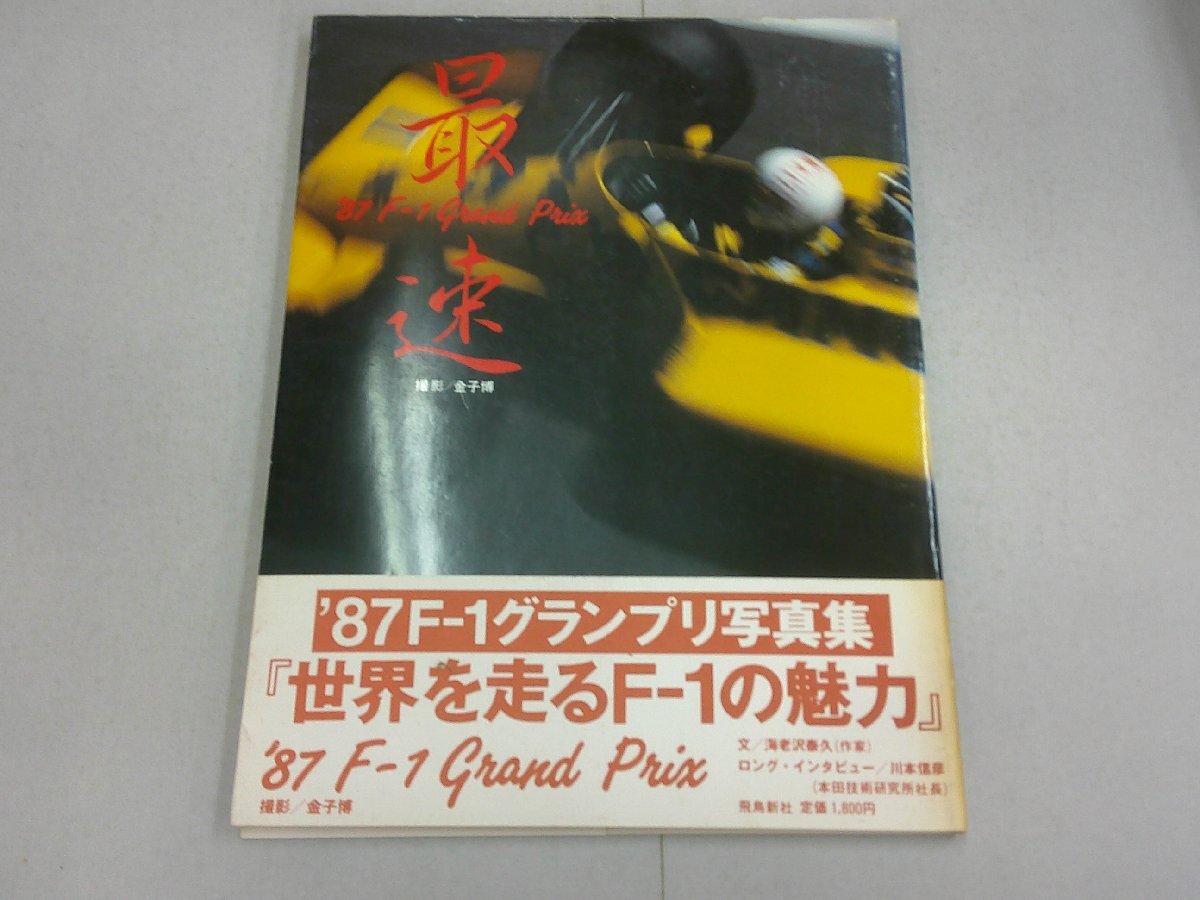 最速
'87 F-1 Grand Prix
撮影／金子博
'87F-1グランプリ写真集
『世界を走るF-1の魅力』
'87 F-1 Grand Prix
撮影／金子博
文／海老沢泰久(作家)
ロング・インタビュー／川本信彦
(本田技術研究所社長)
飛鳥新社 定価1,800円